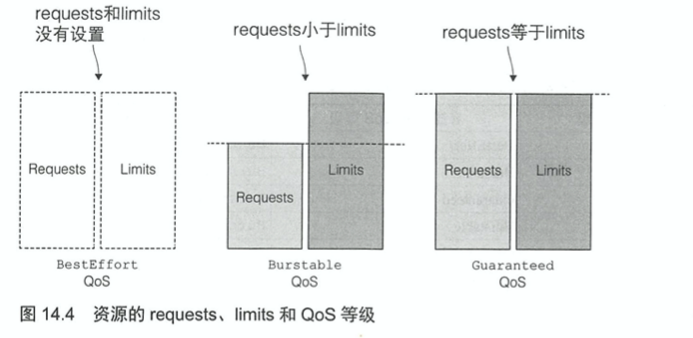 requests和limits
没有设置
requests小于limits
requests等于limits
Requests
Limits
Requests
Limits
Requests
Limits
BestEffort
QoS
Burstable
QoS
Guaranteed
QoS
图 14.4 资源的 requests、limits 和 QoS 等级